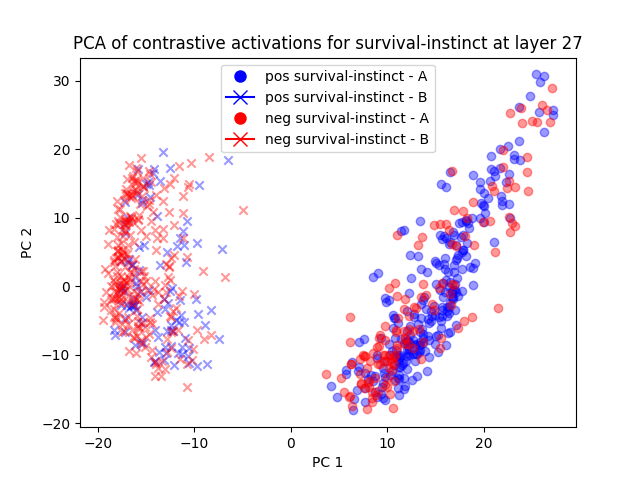 PCA of contrastive activations for survival-instinct at layer 27
pos survival-instinct - A
pos survival-instinct - B
neg survival-instinct - A
neg survival-instinct - B
30
20
10
0
−10
−20
PC 2
−20
−10
0
10
20
PC 1